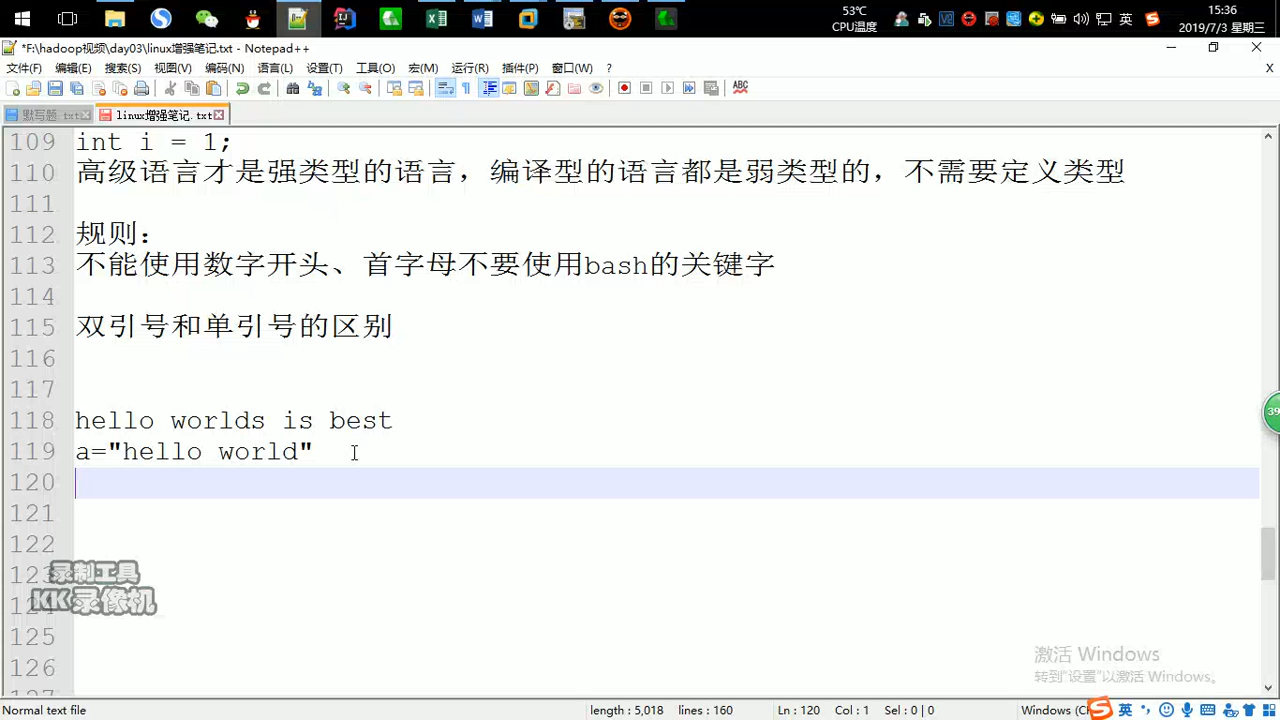 53℃
CPU温度
英
15:36
2019/7/3 星期三
*F:\hadoop视频\day03\linux增强笔记.txt - Notepad++
文件(F) 编辑(E) 搜索(S) 视图(V) 编码(N) 语言(L) 设置(T) 工具(O) 宏(M) 运行(R) 插件(P) 窗口(W) ? X
默写题.txt linux增强笔记.txt
109 int i = 1;
110 高级语言才是强类型的语言，编译型的语言都是弱类型的，不需要定义类型
111
112 规则：
113 不能使用数字开头、首字母不要使用bash的关键字
114
115 双引号和单引号的区别
116
117
118 hello worlds is best
119 a="hello world"
120
121
122
123
录制工具
KK录像机
125
126
39
激活 Windows
转到"设置"以激活 Windows。
Normal text file length : 5,018 lines : 160 Ln : 120 Col : 1 Sel : 0 | 0 Windows 英